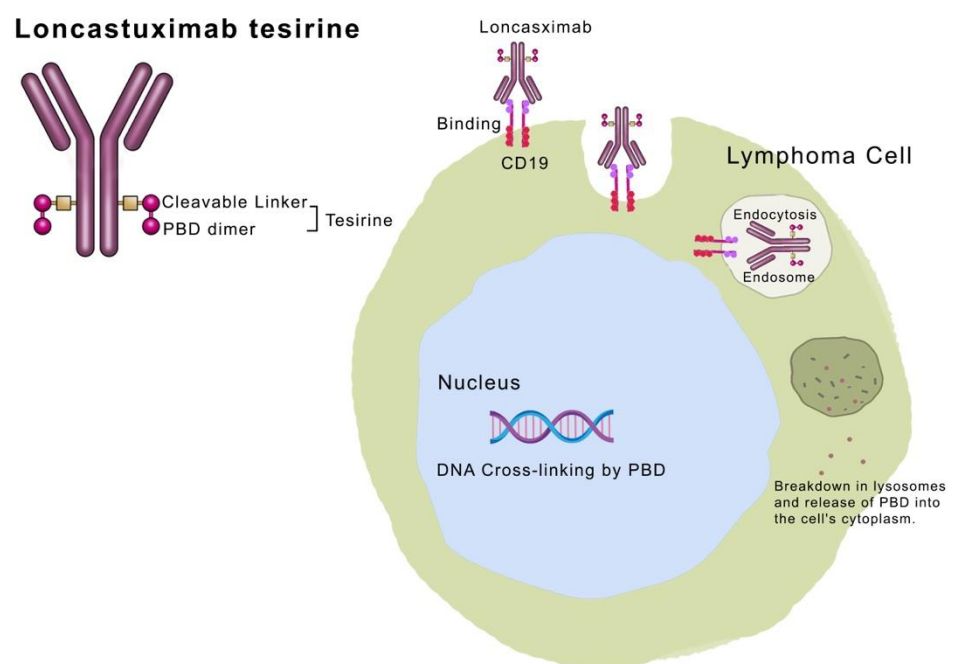 Loncastuximab tesirine
Loncasximab
Binding
CD19
Lymphoma Cell
Cleavable Linker
PBD dimer
Tesirine
Endocytosis
Endosome
Nucleus
DNA Cross-linking by PBD
Breakdown in lysosomes
and release of PBD into
the cell's cytoplasm.